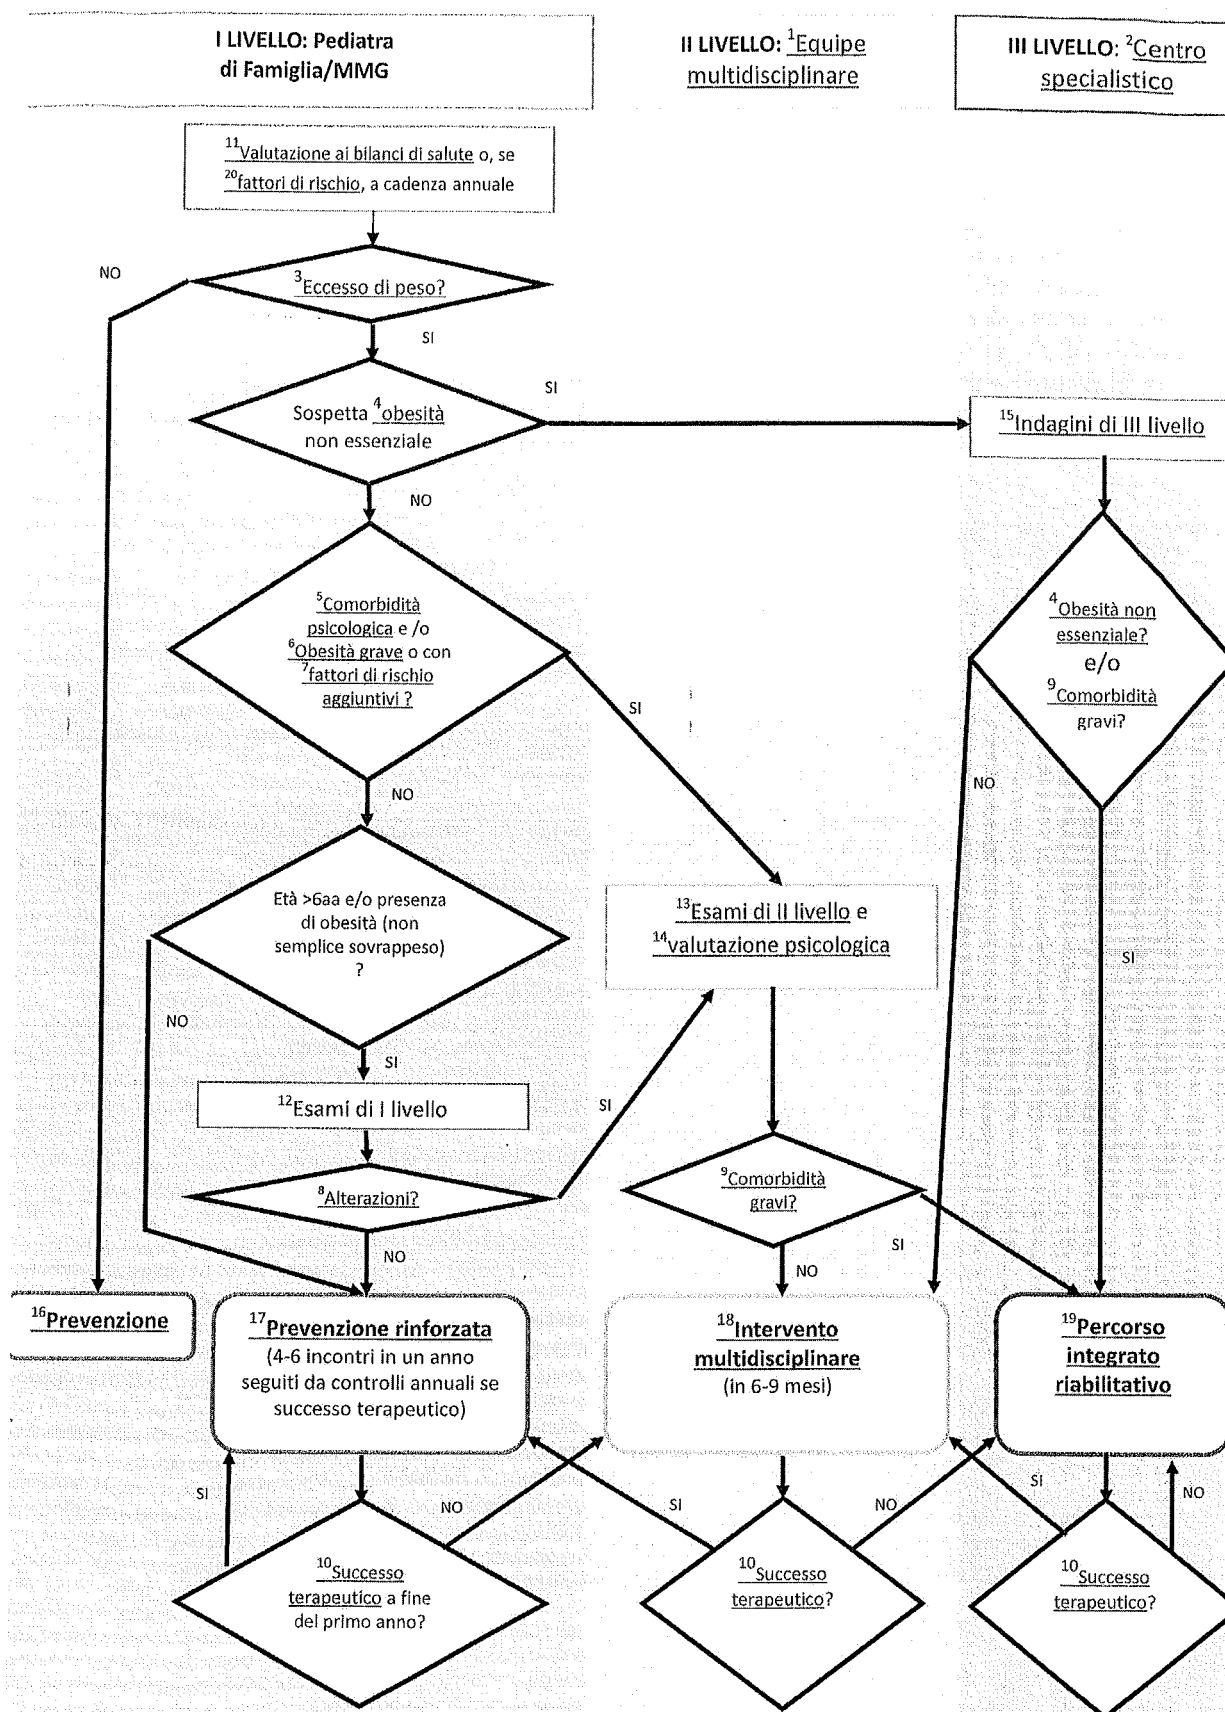 I LIVELLO: Pediatra
di Famiglia/MMG
II LIVELLO: ¹Equipe
multidisciplinare
III LIVELLO: ²Centro
specialistico
¹¹Valutazione ai bilanci di salute o, se
²⁰fattori di rischio, a cadenza annuale
NO
³Eccesso di peso?
SI
Sospetta ⁴obesità
non essenziale
SI
¹⁵Indagini di III livello
NO
⁵Comorbidità
psicologica e /o
⁶Obesità grave o con
⁷fattori di rischio
aggiuntivi ?
SI
⁴Obesità non
essenziale?
e/o
⁹Comorbidità
gravi?
NO
NO
Età >6aa e/o presenza
di obesità (non
semplice sovrappeso)
?
¹³Esami di II livello e
¹⁴valutazione psicologica
SI
NO
SI
¹²Esami di I livello
SI
⁸Alterazioni?
⁹Comorbidità
gravi?
NO
NO
SI
¹⁶Prevenzione
¹⁷Prevenzione rinforzata
(4-6 incontri in un anno
seguiti da controlli annuali se
successo terapeutico)
¹⁸Intervento
multidisciplinare
(in 6-9 mesi)
¹⁹Percorso
integrato
riabilitativo
SI
NO
SI
NO
SI
NO
¹⁰Successo
terapeutico a fine
del primo anno?
¹⁰Successo
terapeutico?
¹⁰Successo
terapeutico?